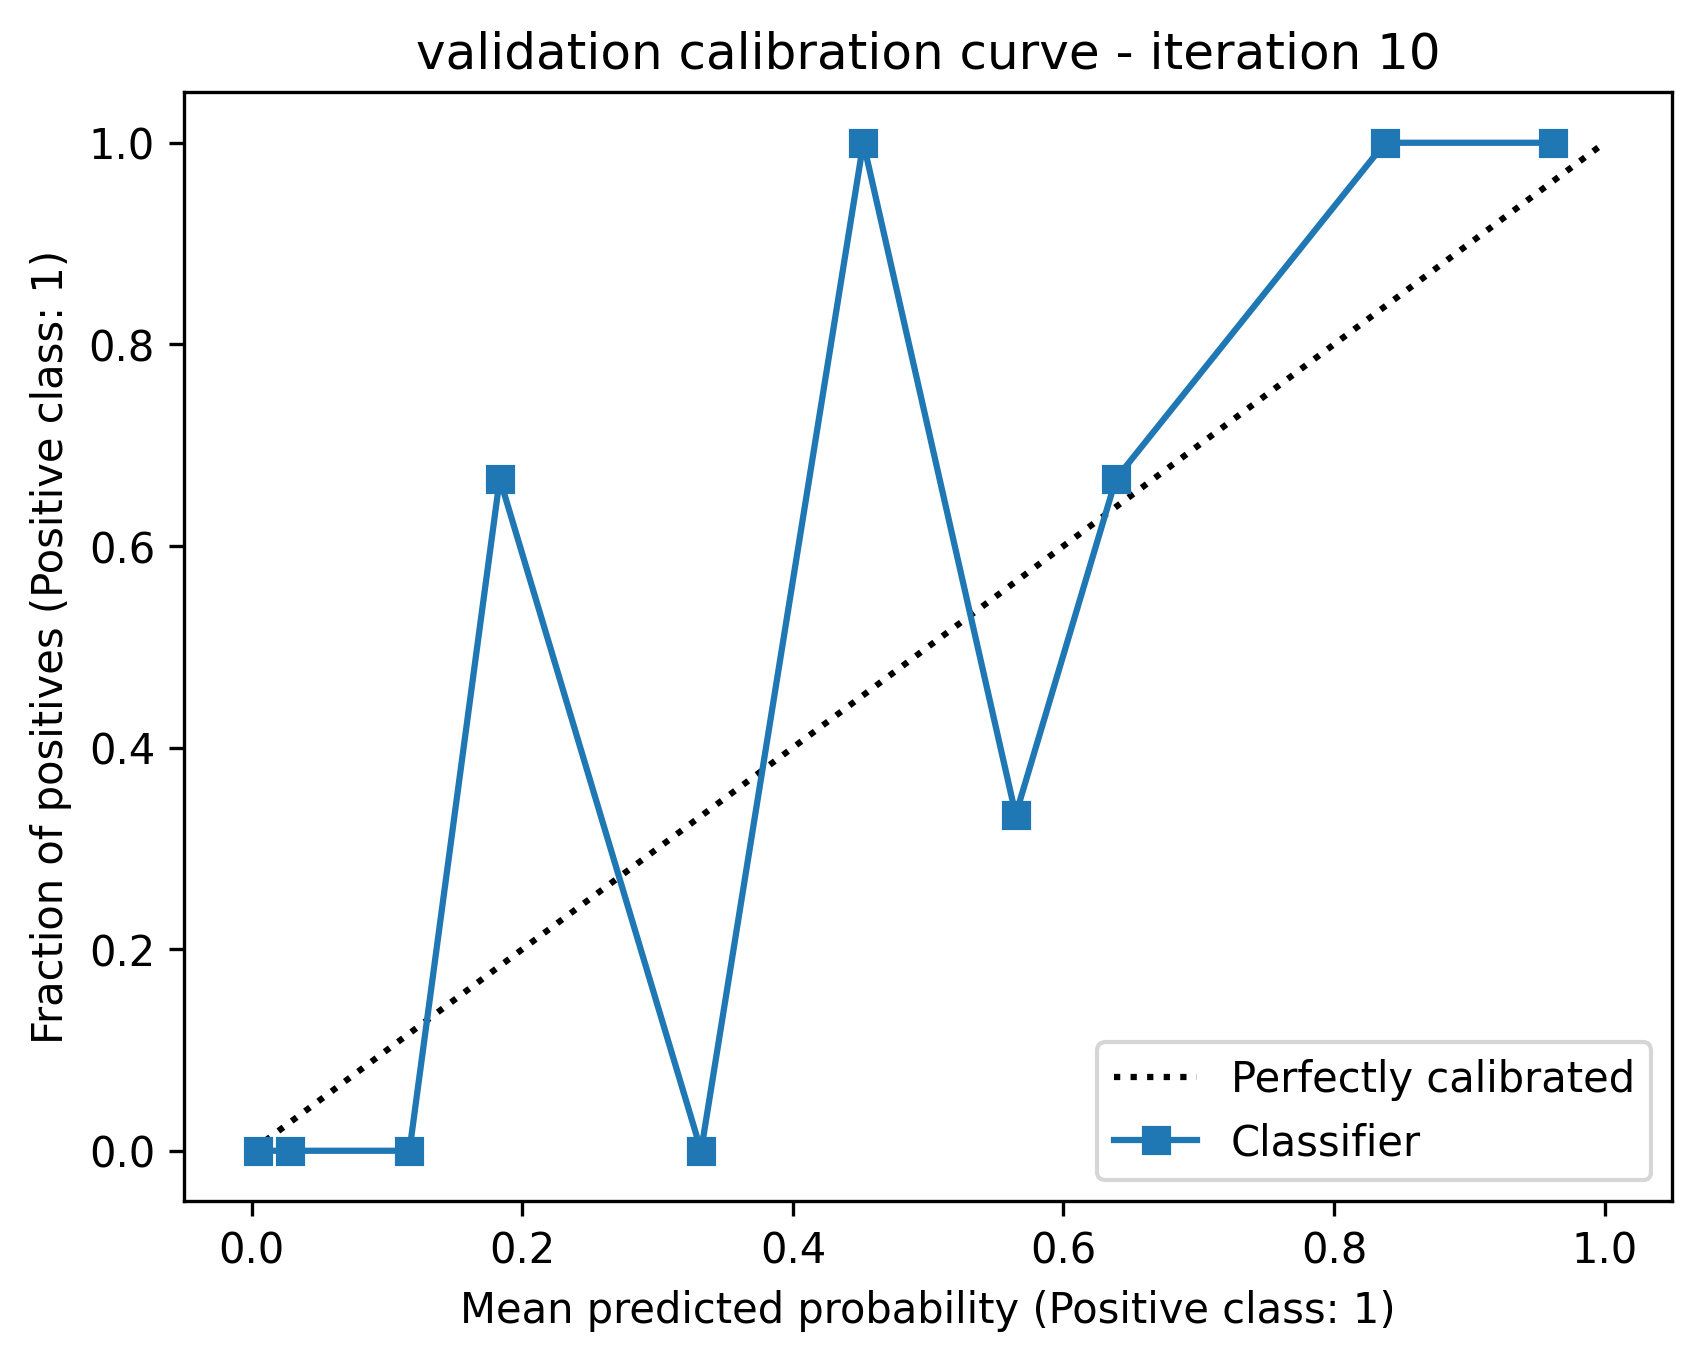 validation calibration curve - iteration 10
Fraction of positives (Positive class: 1)
1.0
0.8
0.6
0.4
0.2
0.0
Perfectly calibrated
Classifier
0.0 0.2 0.4 0.6 0.8 1.0
Mean predicted probability (Positive class: 1)